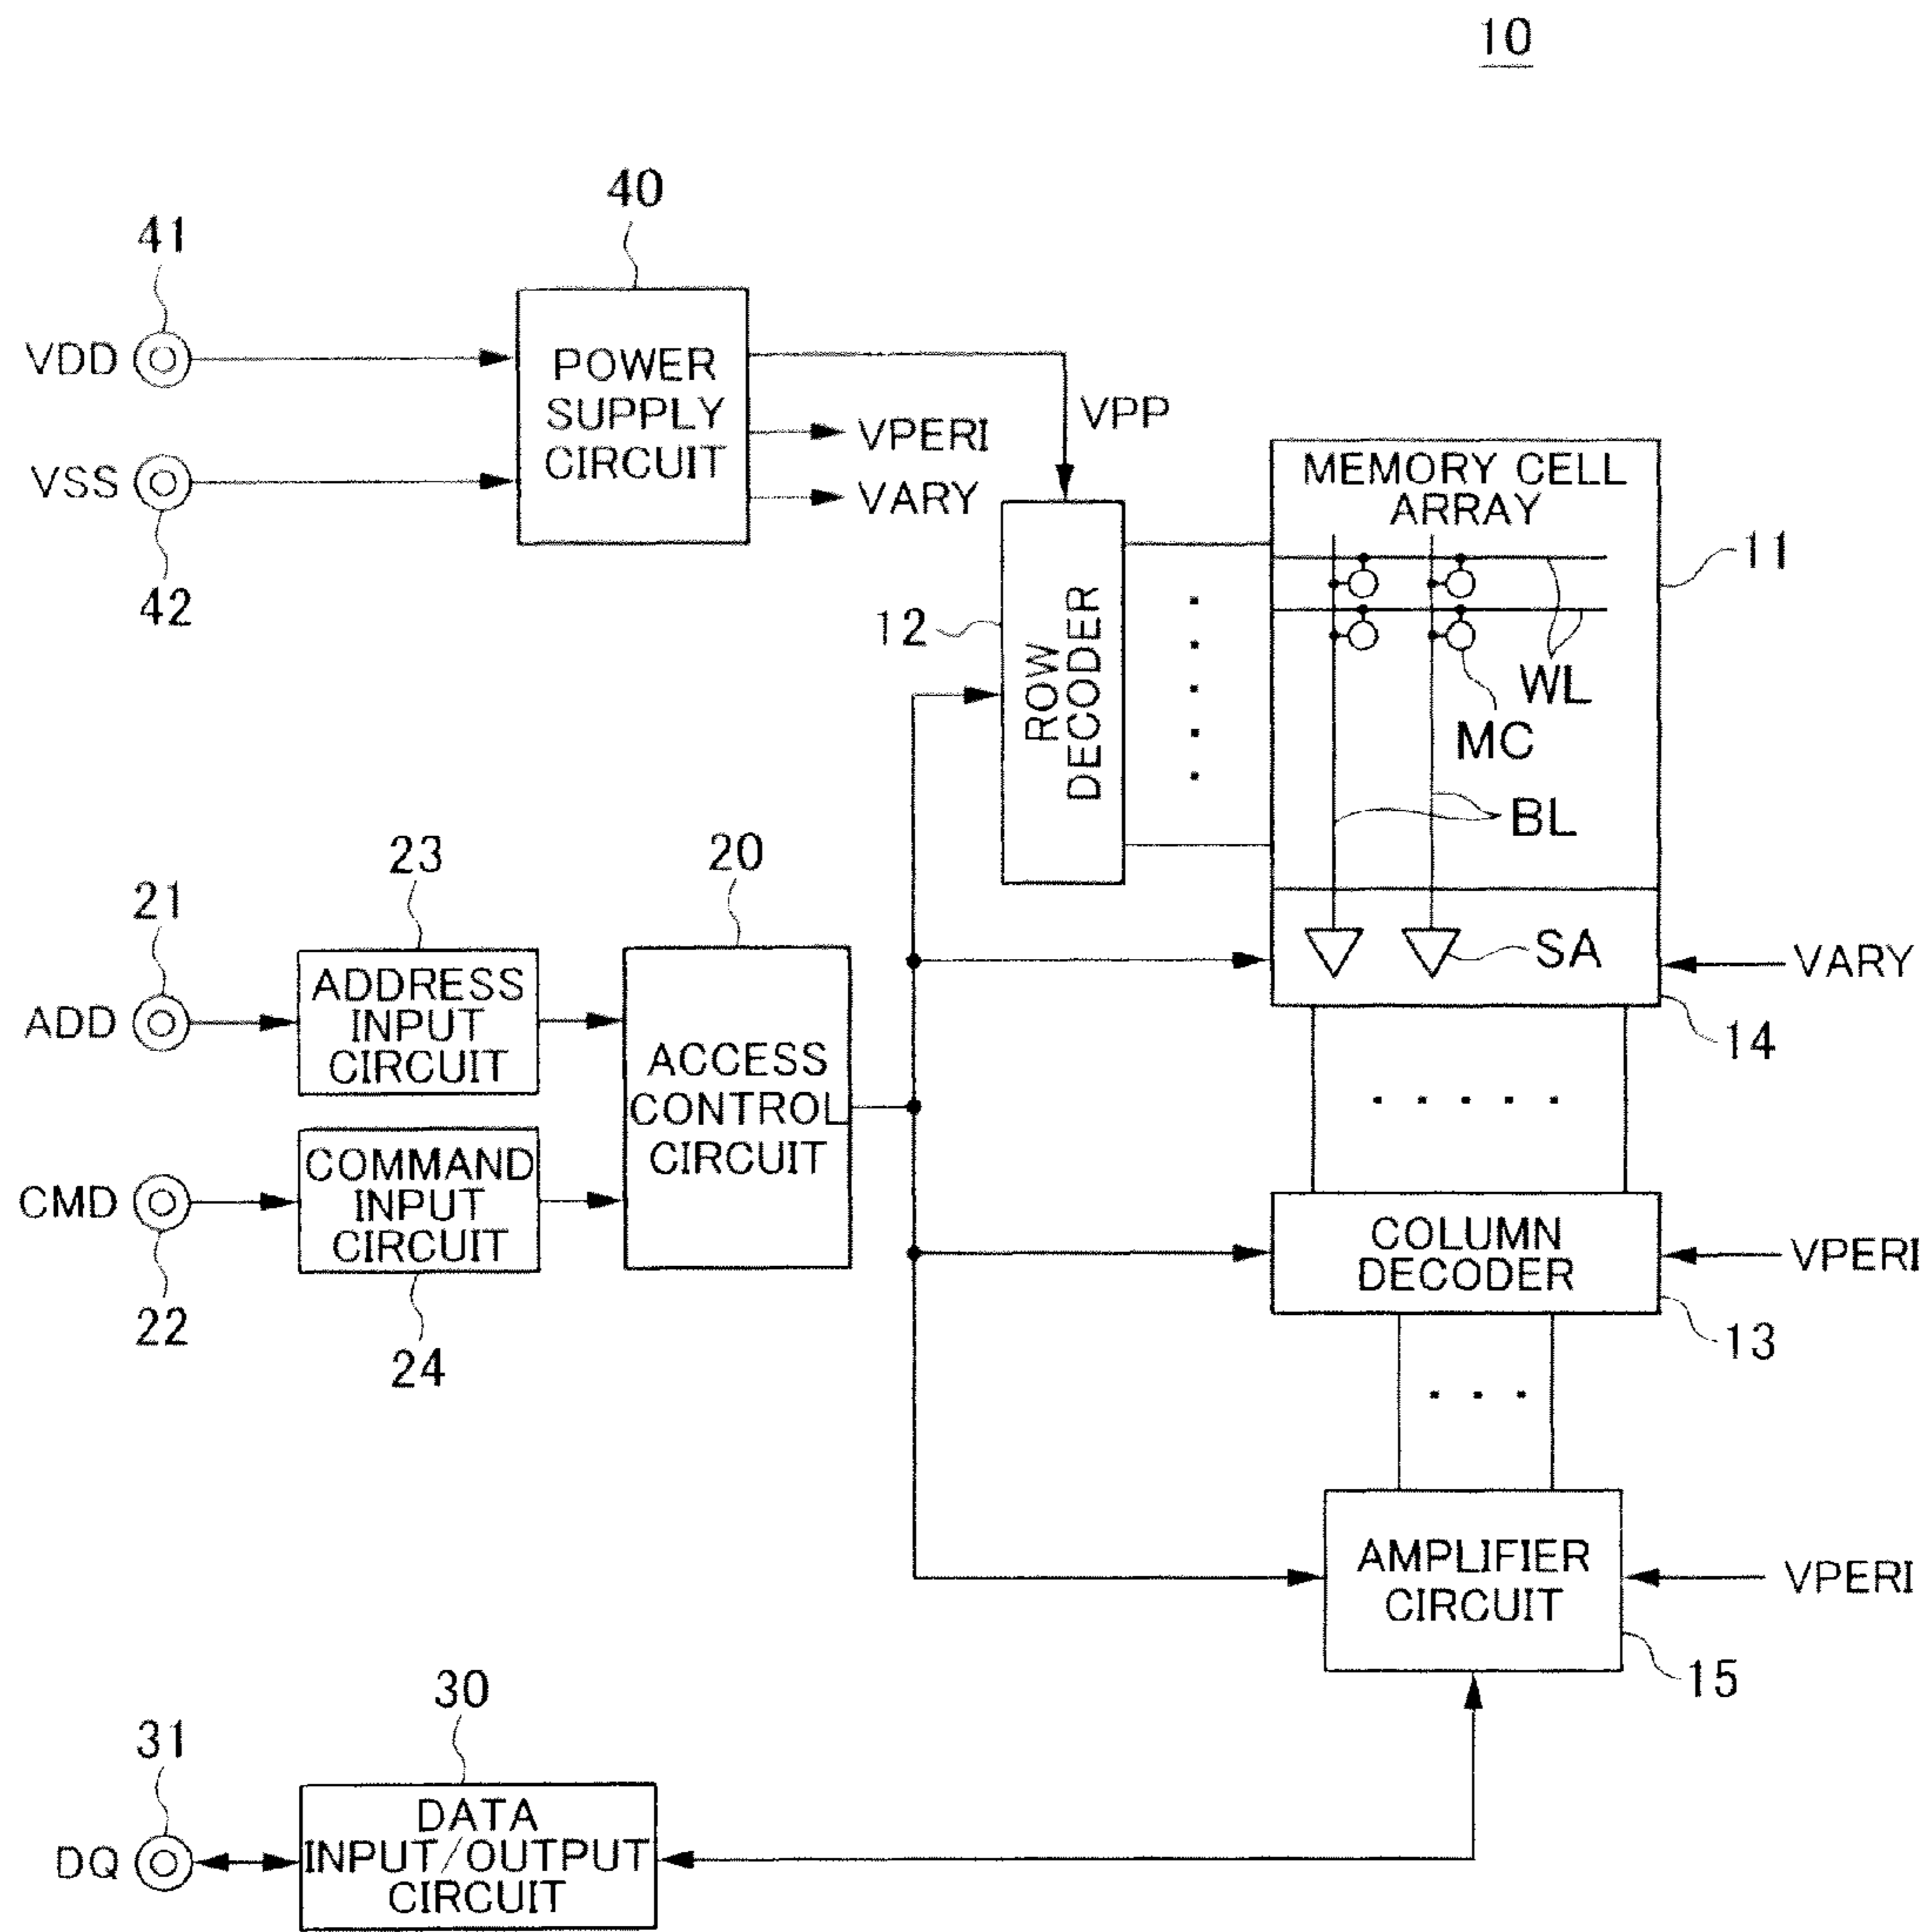 10
40
41
VDD
POWER
SUPPLY
CIRCUIT
VPP
VPERI
VARY
VSS
42
MEMORY CELL
ARRAY
11
12
ROW
DECODER
WL
MC
BL
23
20
21
SA
VARY
14
ADD
ADDRESS
INPUT
CIRCUIT
ACCESS
CONTROL
CIRCUIT
CMD
COMMAND
INPUT
CIRCUIT
22
24
COLUMN
DECODER
VPERI
13
AMPLIFIER
CIRCUIT
VPERI
15
30
31
DQ
DATA
INPUT/OUTPUT
CIRCUIT